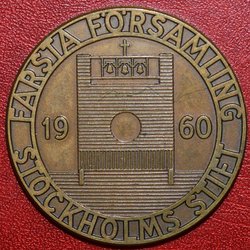 FARSTA FÖRSAMLING
19 60
STOCKHOLMS STIFT